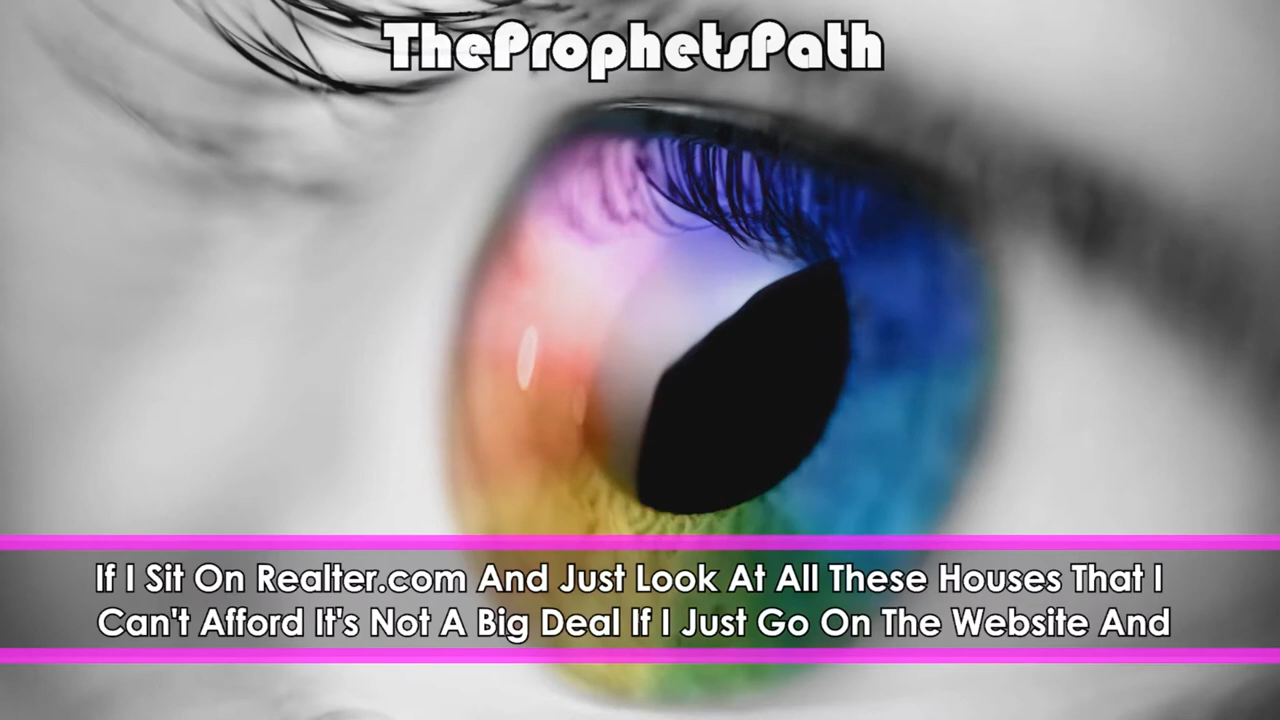 TheProphetsPath
If I Sit On Realter.com And Just Look At All These Houses That I
Can't Afford It's Not A Big Deal If I Just Go On The Website And